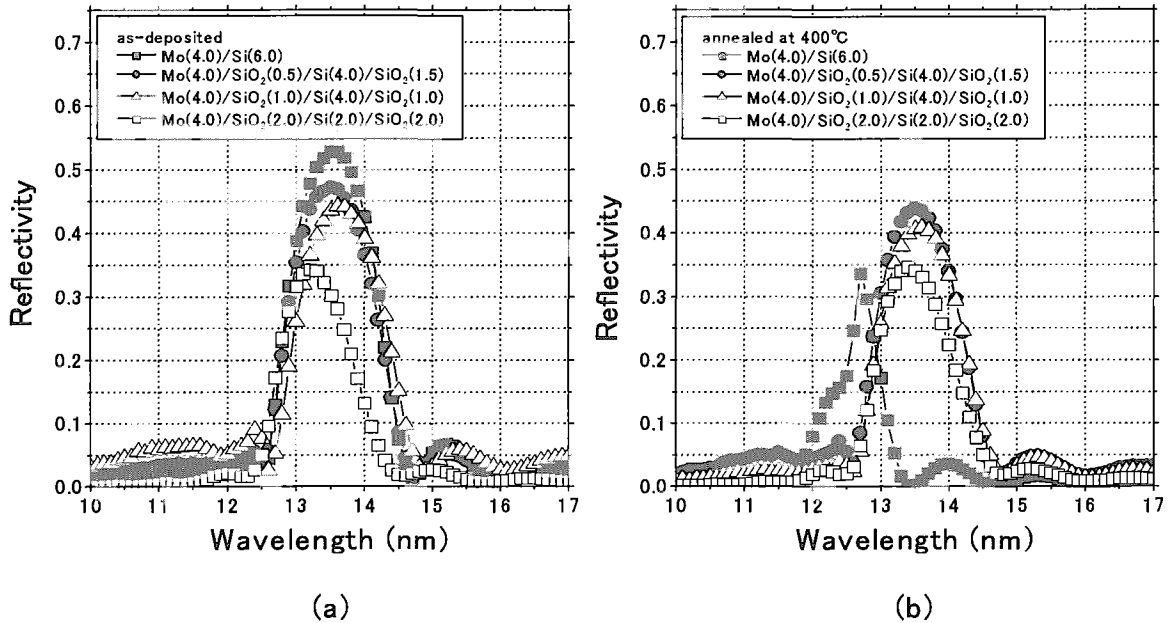 as-deposited
Mo(4.0)/Si(6.0)
Mo(4.0)/SiO₂(0.5)/Si(4.0)/SiO₂(1.5)
Mo(4.0)/SiO₂(1.0)/Si(4.0)/SiO₂(1.0)
Mo(4.0)/SiO₂(2.0)/Si(2.0)/SiO₂(2.0)
0.7
0.6
0.5
0.4
0.3
0.2
0.1
0.0
Reflectivity
10 11 12 13 14 15 16 17
Wavelength (nm)
(a)
annealed at 400°C
Mo(4.0)/Si(6.0)
Mo(4.0)/SiO₂(0.5)/Si(4.0)/SiO₂(1.5)
Mo(4.0)/SiO₂(1.0)/Si(4.0)/SiO₂(1.0)
Mo(4.0)/SiO₂(2.0)/Si(2.0)/SiO₂(2.0)
0.7
0.6
0.5
0.4
0.3
0.2
0.1
0.0
Reflectivity
10 11 12 13 14 15 16 17
Wavelength (nm)
(b)